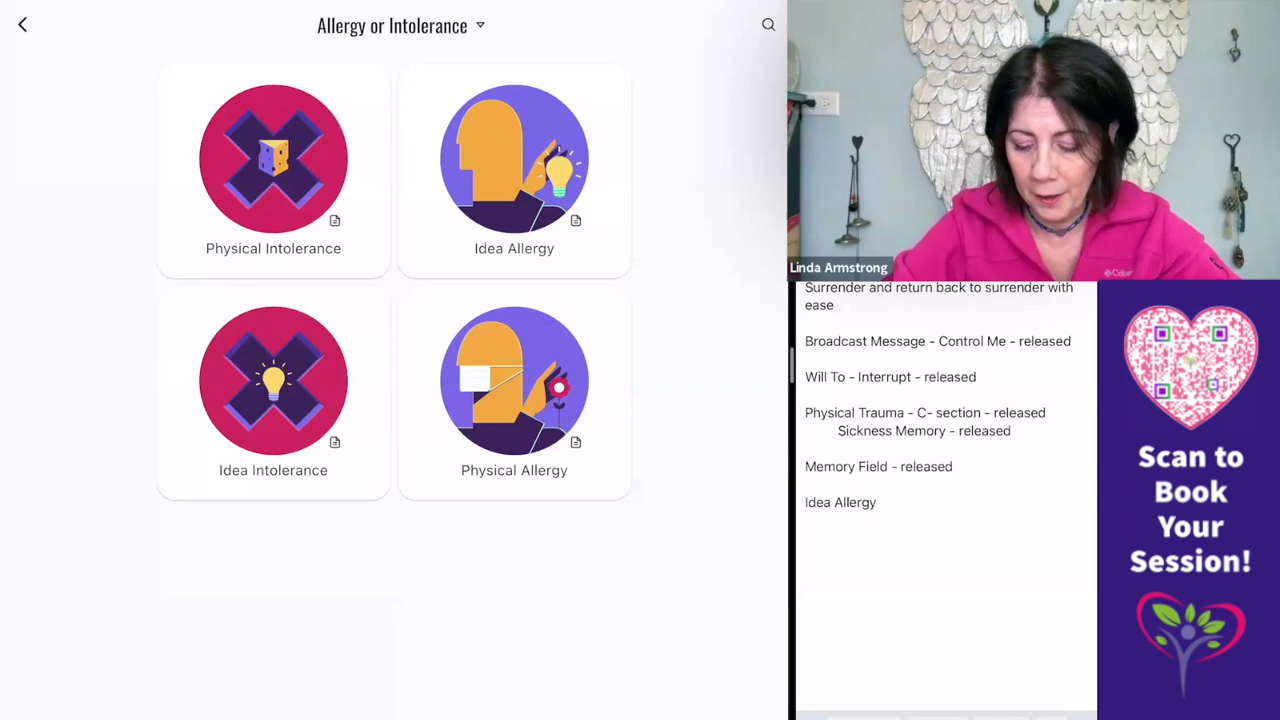 Allergy or Intolerance
Physical Intolerance
Idea Allergy
Idea Intolerance
Physical Allergy
Linda Armstrong
Surrender and return back to surrender with
ease
Broadcast Message - Control Me - released
Will To - Interrupt - released
Physical Trauma - C- section - released
Sickness Memory - released
Memory Field - released
Idea Allergy
Scan to
Book
Your
Session!